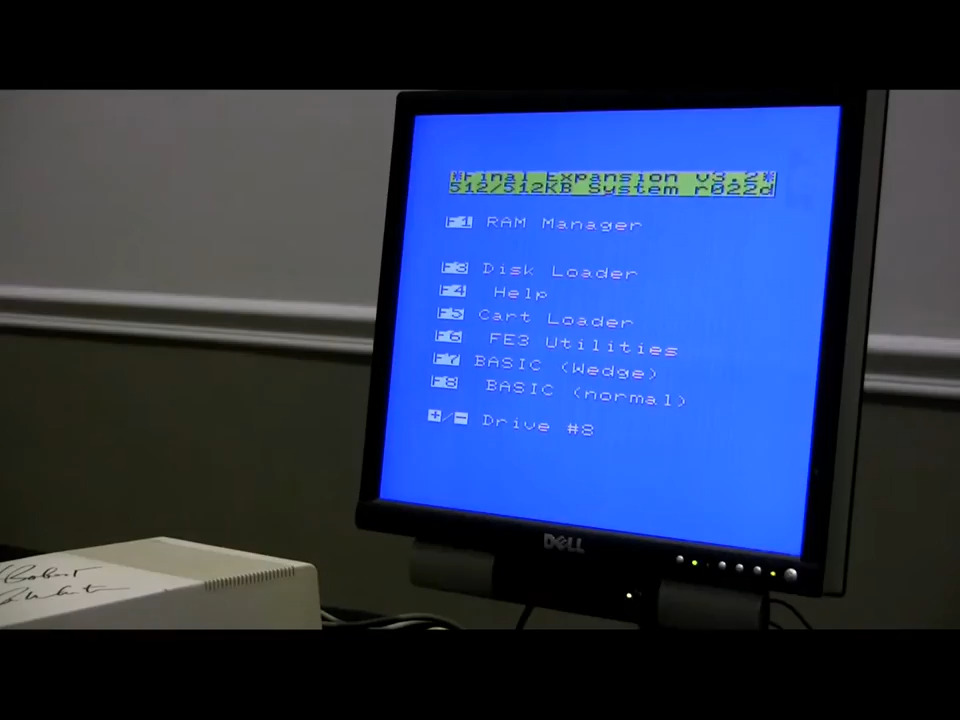 *Final Expansion v3.2*
512/512KB System r022d
F1 RAM Manager
F3 Disk Loader
F4 Help
F5 Cart Loader
F6 FE3 Utilities
F7 BASIC (Wedge)
F8 BASIC (normal)
+/- Drive #8
DELL
Robert